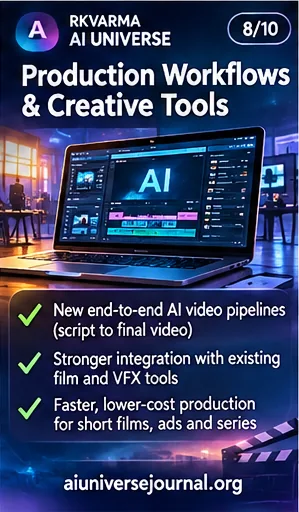 A
RKVARMA
AI UNIVERSE
8/10
Production Workflows
& Creative Tools
AI
New end-to-end AI video pipelines
(script to final video)
Stronger integration with existing
film and VFX tools
Faster, lower-cost production
for short films, ads and series
aiuniversejournal.org